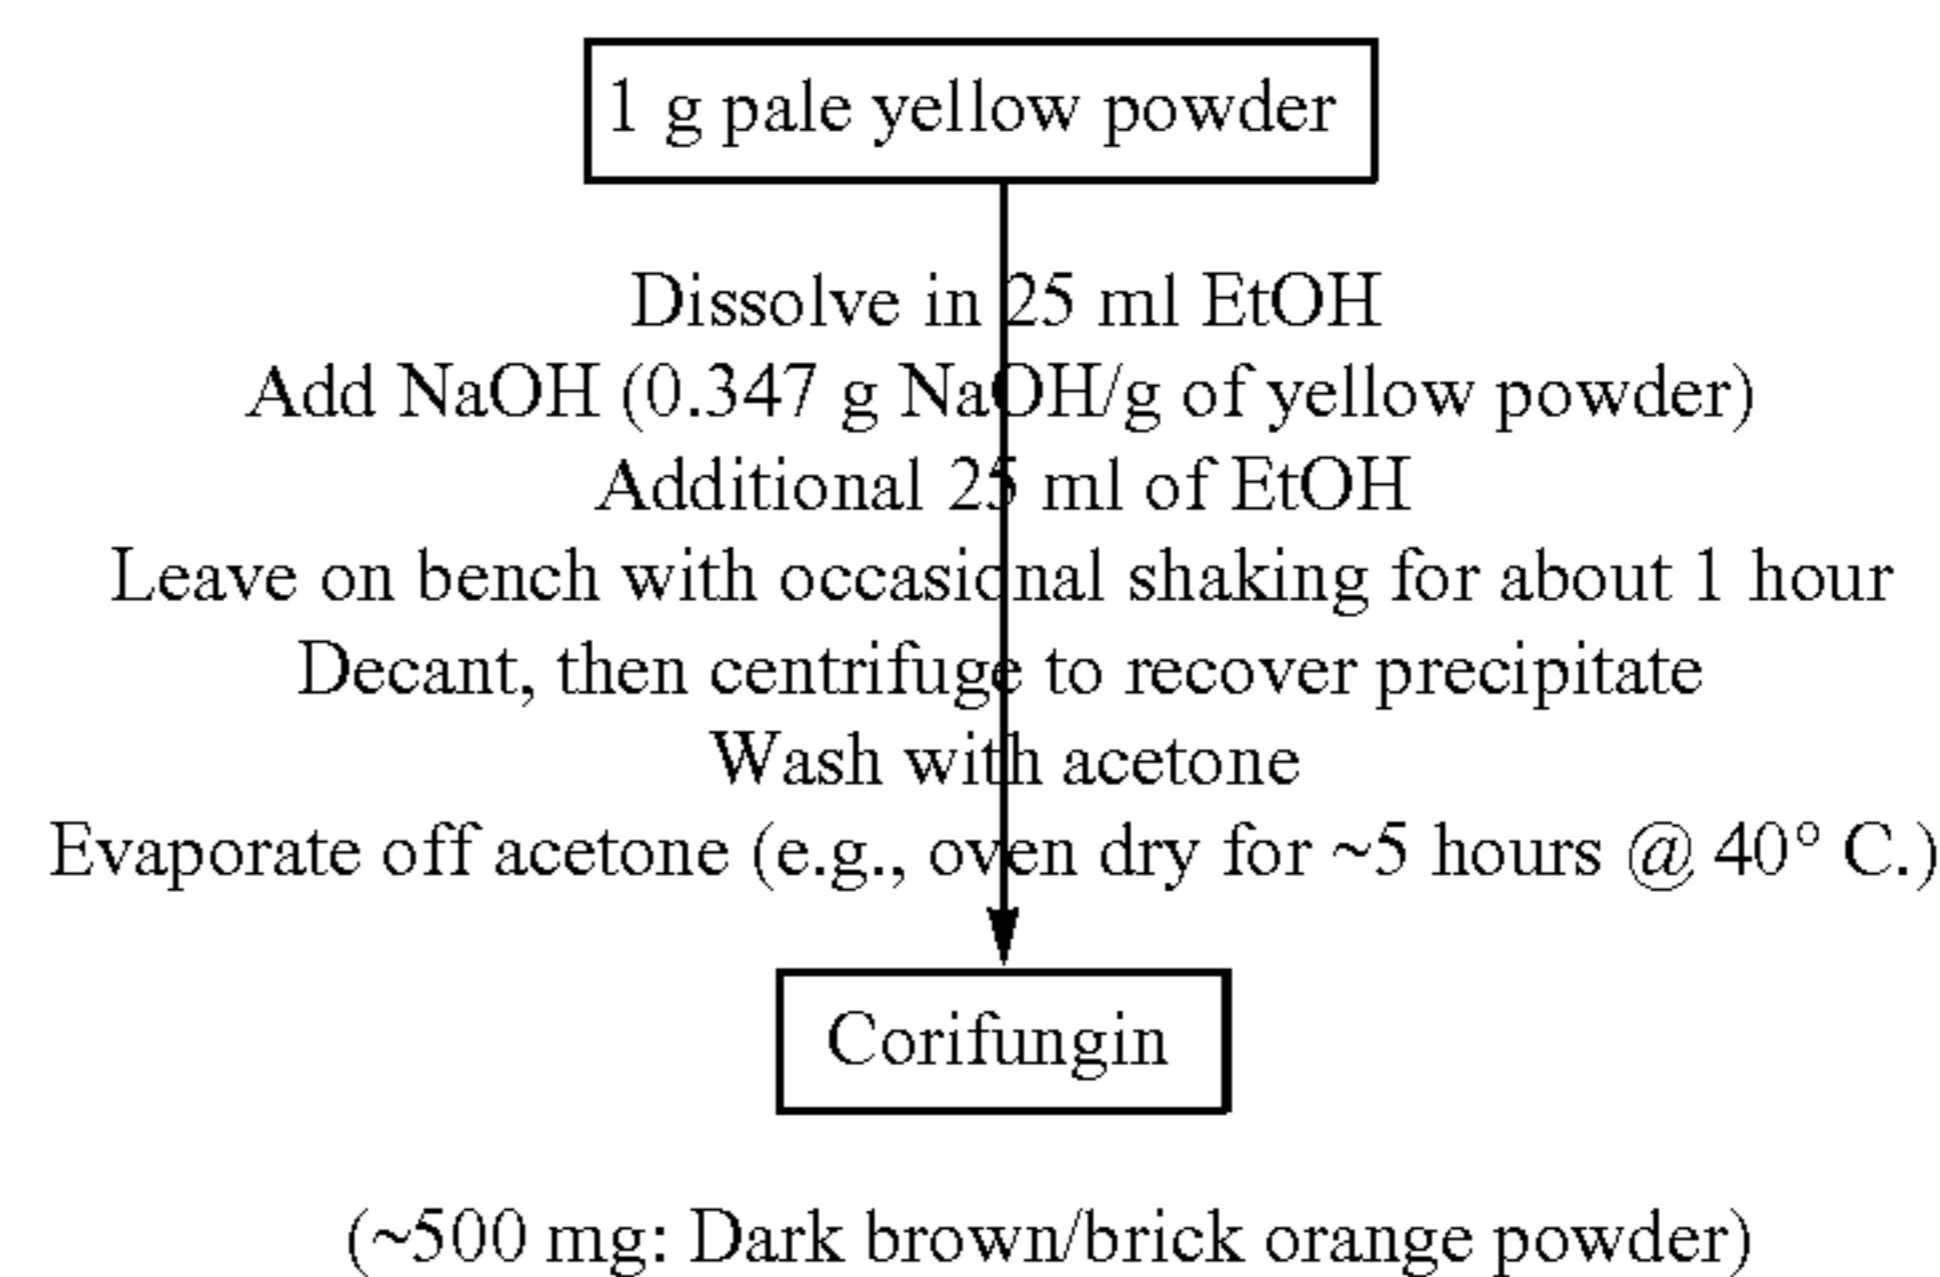 1 g pale yellow powder
Dissolve in 25 ml EtOH
Add NaOH (0.347 g NaOH/g of yellow powder)
Additional 25 ml of EtOH
Leave on bench with occasional shaking for about 1 hour
Decant, then centrifuge to recover precipitate
Wash with acetone
Evaporate off acetone (e.g., oven dry for ~5 hours @ 40° C.)
Corifungin
(~500 mg: Dark brown/brick orange powder)